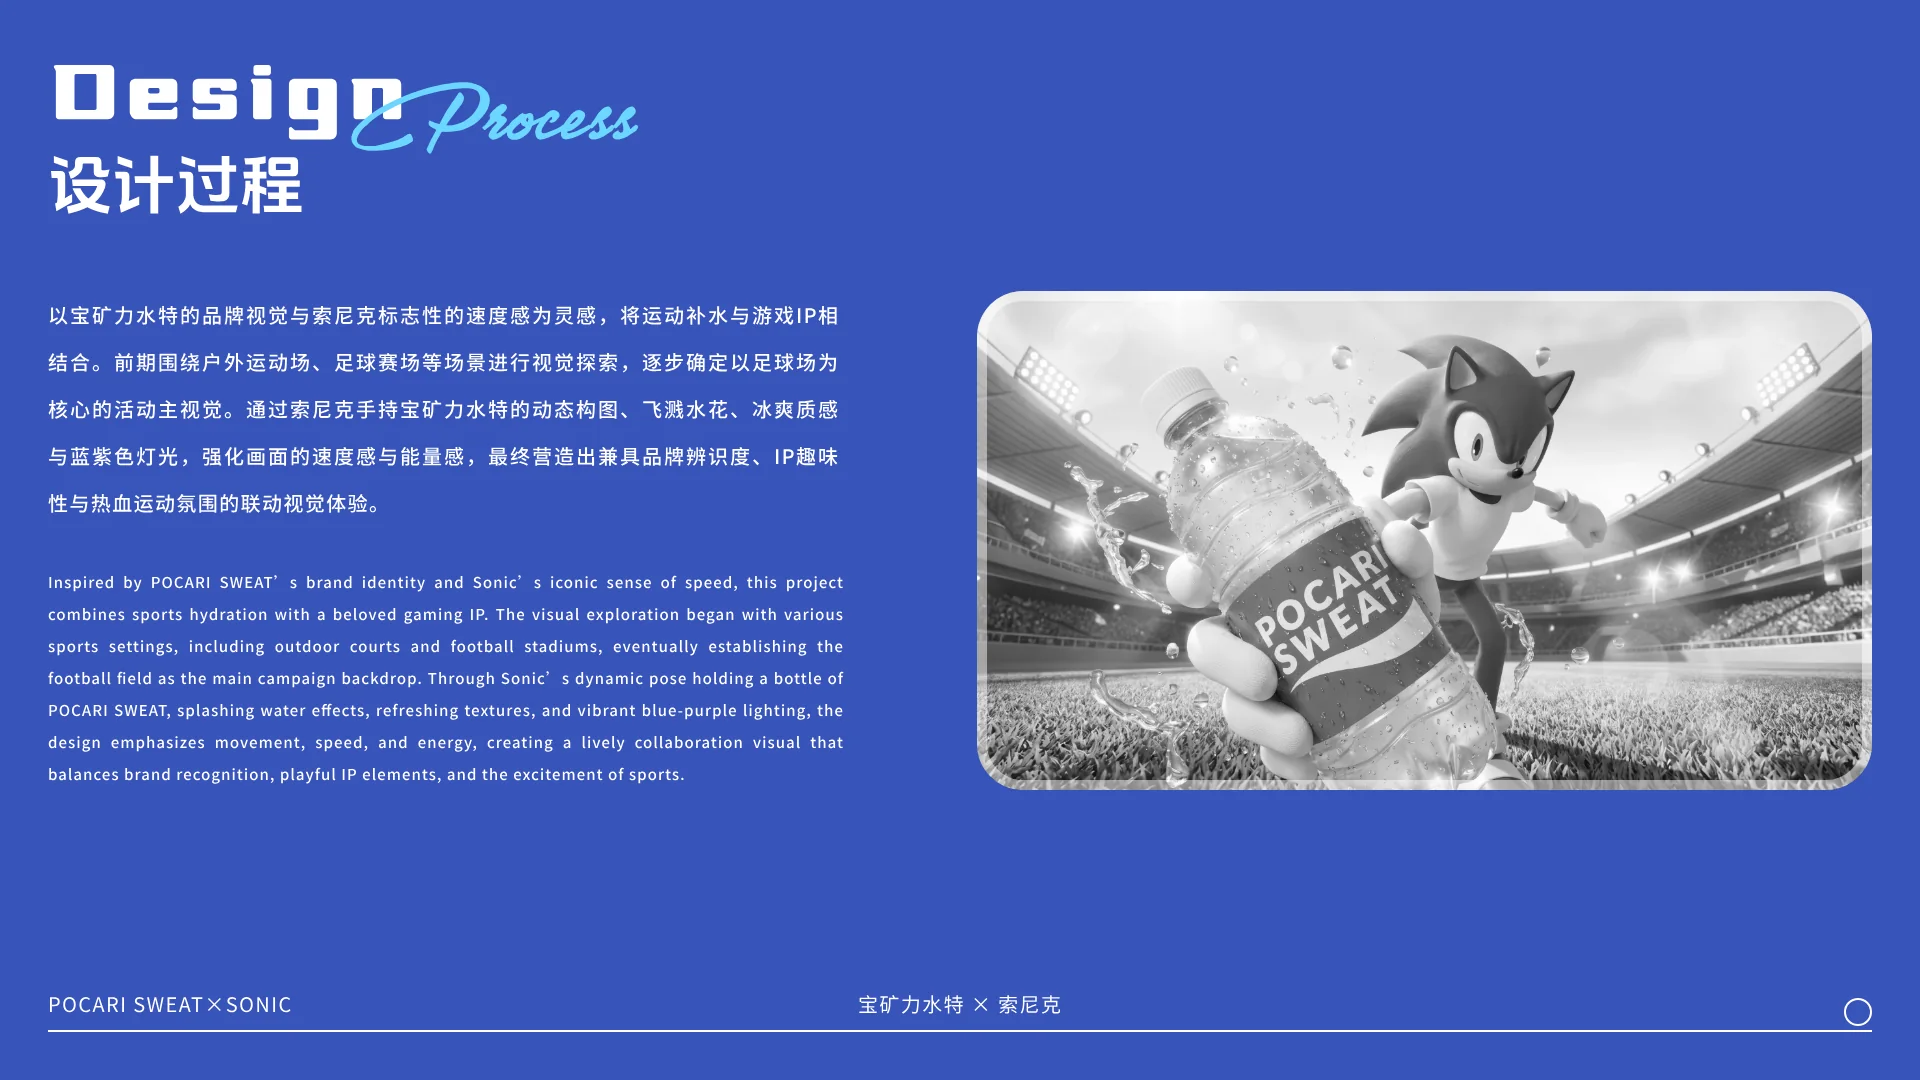 Design Process
设计过程
以宝矿力水特的品牌视觉与索尼克标志性的速度感为灵感，将运动补水与游戏IP相
结合。前期围绕户外运动场、足球赛场等场景进行视觉探索，逐步确定以足球场为
核心的活动主视觉。通过索尼克手持宝矿力水特的动态构图、飞溅水花、冰爽质感
与蓝紫色灯光，强化画面的速度感与能量感，最终营造出兼具品牌辨识度、IP趣味
性与热血运动氛围的联动视觉体验。
Inspired by POCARI SWEAT’s brand identity and Sonic’s iconic sense of speed, this project
combines sports hydration with a beloved gaming IP. The visual exploration began with various
sports settings, including outdoor courts and football stadiums, eventually establishing the
football field as the main campaign backdrop. Through Sonic’s dynamic pose holding a bottle of
POCARI SWEAT, splashing water effects, refreshing textures, and vibrant blue-purple lighting, the
design emphasizes movement, speed, and energy, creating a lively collaboration visual that
balances brand recognition, playful IP elements, and the excitement of sports.
POCARI
SWEAT
POCARI SWEAT×SONIC
宝矿力水特 × 索尼克